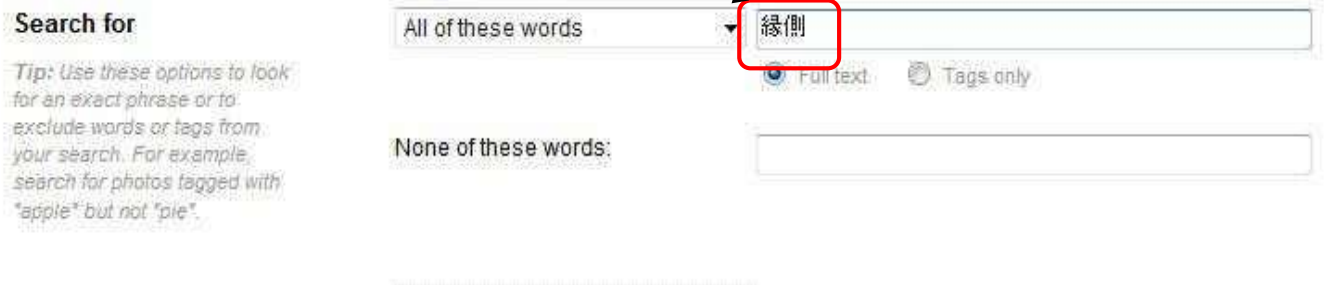 Search for
All of these words
縁側
Tip: Use these options to look
for an exact phrase or to
exclude words or tags from
your search. For example,
search for photos tagged with
"apple" but not "pie".
Full text
Tags only
None of these words: